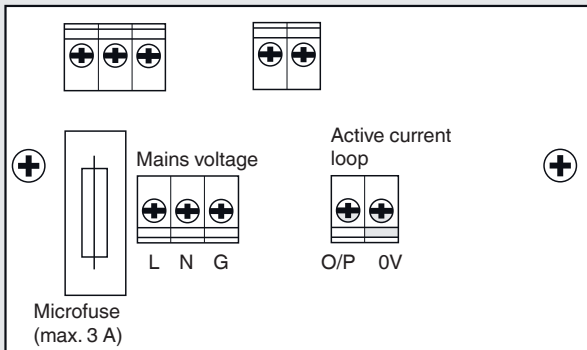 Mains voltage
Active current
loop
L N G
O/P 0V
Microfuse
(max. 3 A)